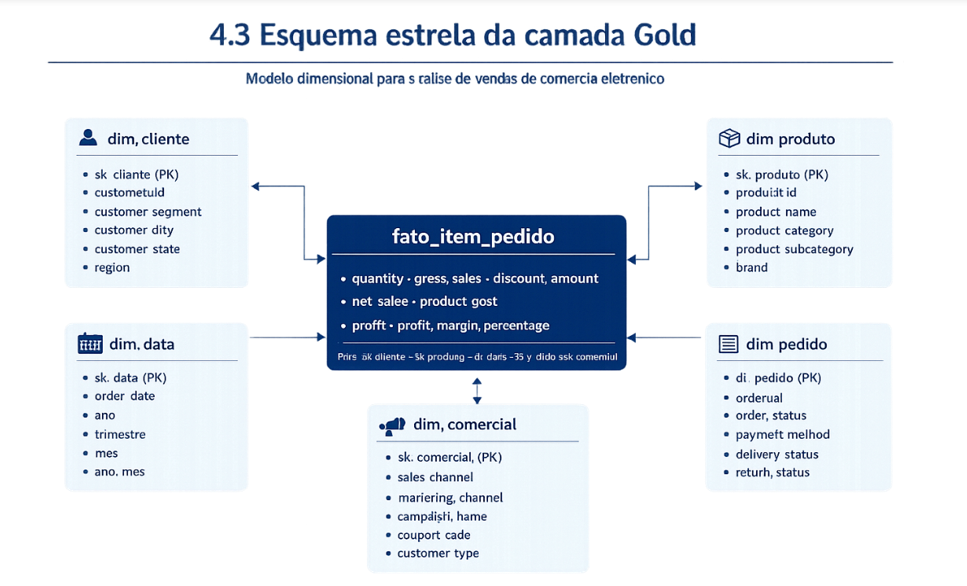 4.3 Esquema estrela da camada Gold
Modelo dimensional para s ralise de vendas de comercia eletrenico
dim, cliente
• sk cliante (PK)
• custometuld
• customer segment
• customer dity
• customer state
• region
dim produto
• sk. produto (PK)
• id
• product name
• product category
• product subcategory
• brand
fato_item_pedido
• quantity · gress, sales · discount, amount
• net salee · product gost
• profft · profit, margin, percentage
dim. data
• sk. data (PK)
• order date
• ano
• trimestre
• mes
• ano. mes
dim pedido
• di. pedido (PK)
• orderual
• order, status
• paymeft melhod
• delivery status
• returh, status
dim, comercial
• sk. comercial, (PK)
• sales channel
• mariering, channel
• hame
• couport cade
• customer type